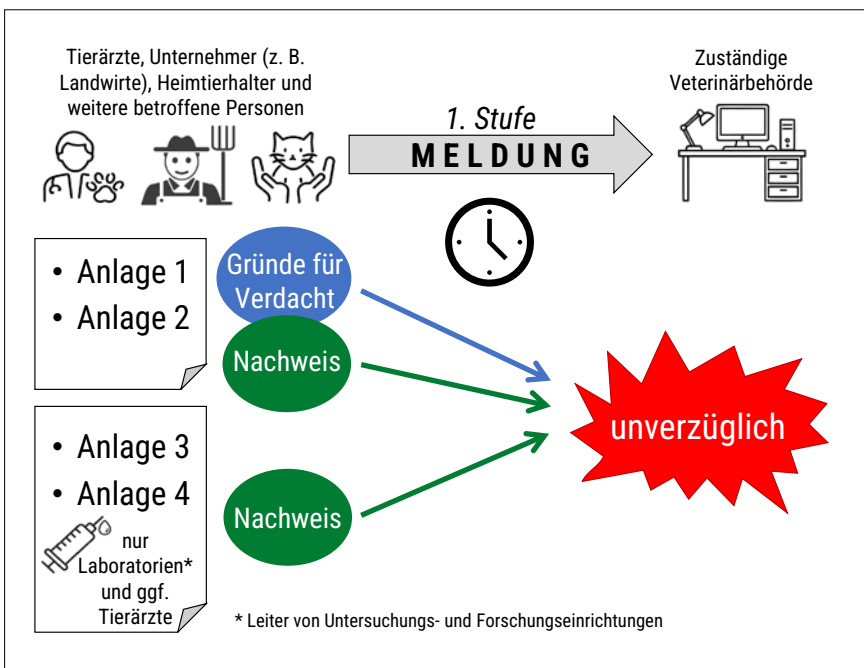 Tierärzte, Unternehmer (z. B.
Landwirte), Heimtierhalter und
weitere betroffene Personen
1. Stufe
MELDUNG
Zuständige
Veterinärbehörde
• Anlage 1
• Anlage 2
Gründe für
Verdacht
Nachweis
unverzüglich
• Anlage 3
• Anlage 4
nur
Laboratorien*
und ggf.
Tierärzte
Nachweis
* Leiter von Untersuchungs- und Forschungseinrichtungen